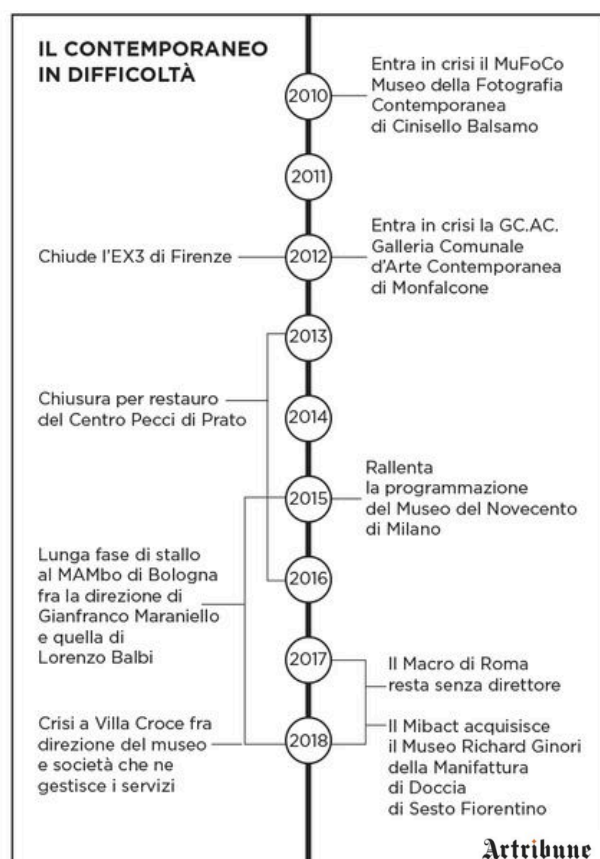 IL CONTEMPORANEO
IN DIFFICOLTÀ
2010
Entra in crisi il MuFoCo
Museo della Fotografia
Contemporanea
di Cinisello Balsamo
2011
Chiude l'EX3 di Firenze
2012
Entra in crisi la GC.AC.
Galleria Comunale
d'Arte Contemporanea
di Monfalcone
2013
Chiusura per restauro
del Centro Pecci di Prato
2014
2015
Rallenta
la programmazione
del Museo del Novecento
di Milano
Lunga fase di stallo
al MAMbo di Bologna
fra la direzione di
Gianfranco Maraniello
e quella di
Lorenzo Balbi
2016
2017
Il Macro di Roma
resta senza direttore
Crisi a Villa Croce fra
direzione del museo
e società che ne
gestisce i servizi
2018
Il Mibact acquisisce
il Museo Richard Ginori
della Manifattura
di Doccia
di Sesto Fiorentino
Artribune